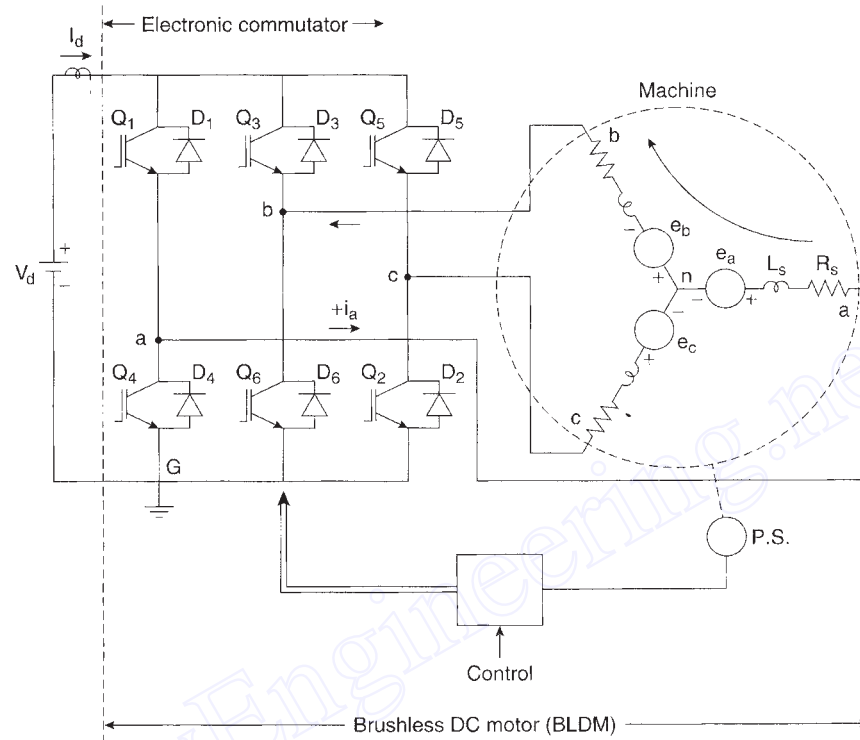 Electronic commutator
I_d
Machine
Q₁ D₁ Q₃ D₃ Q₅ D₅
b
b
e_b
V_d
+
−
c
n
e_a
L_s
R_s
a
+i_a
a
e_c
c
Q₄ D₄ Q₆ D₆ Q₂ D₂
G
P.S.
Control
Brushless DC motor (BLDM)